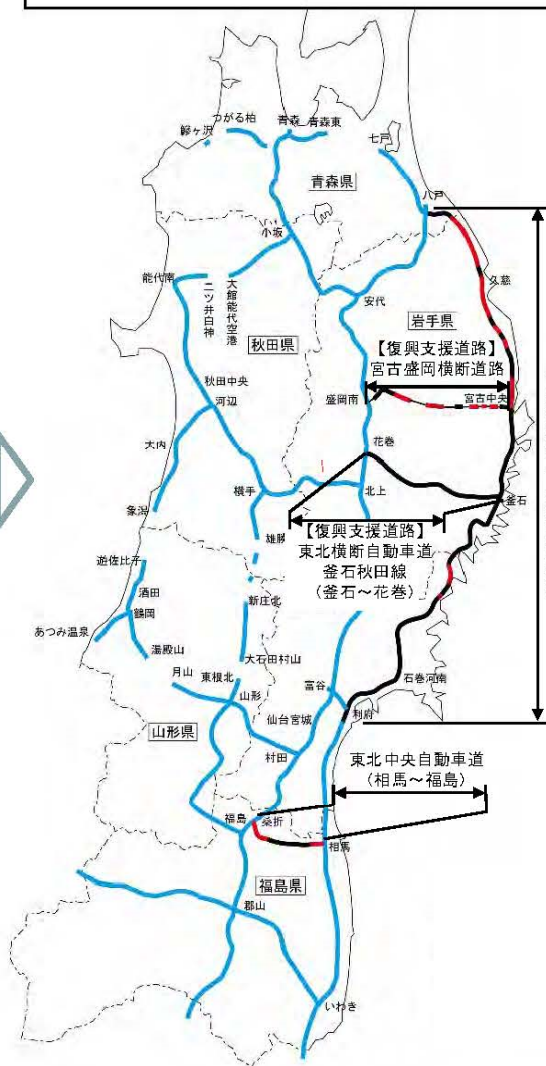 つがる柏
青森
青森東
鰺ヶ沢
七戸
青森県
八戸
小坂
能代南
二ツ井白神
大館能代空港
安代
久慈
岩手県
秋田県
【復興支援道路】
宮古盛岡横断道路
秋田中央
河辺
盛岡南
宮古中央
大内
花巻
横手
北上
釜石
象潟
雄勝
【復興支援道路】
東北横断自動車道
釜石秋田線
(釜石~花巻)
遊佐比子
酒田
鶴岡
新庄北
あつみ温泉
湯殿山
大石田村山
月山
東根北
山形
富谷
石巻河南
仙台宮城
利府
山形県
村田
東北中央自動車道
(相馬~福島)
福島
桑折
相馬
福島県
郡山
いわき